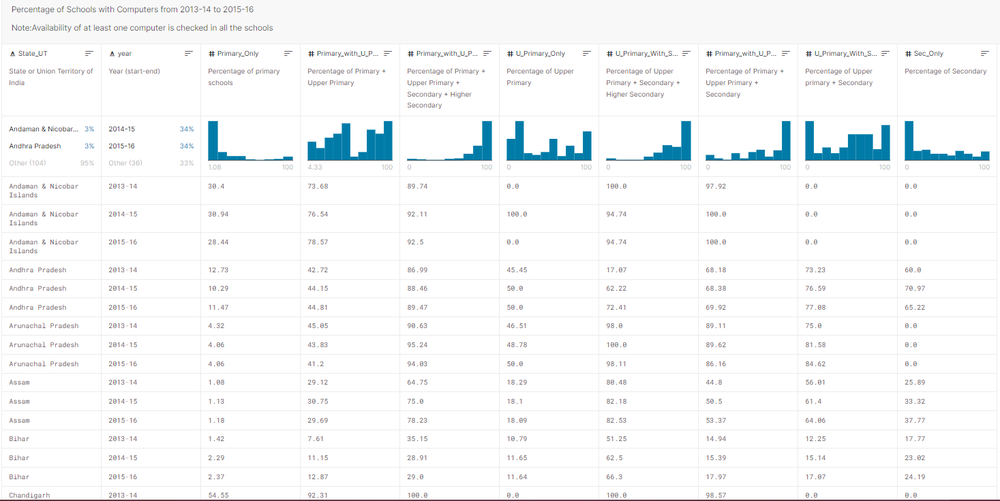 Percentage of Schools with Computers from 2013-14 to 2015-16
Note:Availability of at least one computer is checked in all the schools
State_UT year Primary_Only Primary_with_U_P... Primary_with_U_P... U_Primary_Only U_Primary_With_S... Primary_with_U_P... U_Primary_With_S... Sec_Only
State or Union Territory of Year (start-end) Percentage of primary Percentage of Primary + Percentage of Primary + Percentage of Upper Percentage of Upper Percentage of Primary + Percentage of Upper Percentage of Secondary
India schools Upper Primary Upper Primary + Primary Primary + Secondary + Upper Primary + primary + Secondary
Secondary + Higher Higher Secondary Secondary
Secondary
Andaman & Nicobar... 3% 2014-15 34%
Andhra Pradesh 3% 2015-16 34%
Other (104) 95% Other (36) 33% 1.08 100 4.33 100 0 100 0 100 0 100 0 100 0 100 0 100
Andaman & Nicobar 2013-14 30.4 73.68 89.74 0.0 100.0 97.92 0.0 0.0
Islands
Andaman & Nicobar 2014-15 30.94 76.54 92.11 100.0 94.74 100.0 0.0 0.0
Islands
Andaman & Nicobar 2015-16 28.44 78.57 92.5 0.0 94.74 100.0 0.0 0.0
Islands
Andhra Pradesh 2013-14 12.73 42.72 86.99 45.45 17.07 68.18 73.23 60.0
Andhra Pradesh 2014-15 10.29 44.15 88.46 50.0 62.22 68.38 76.59 70.97
Andhra Pradesh 2015-16 11.47 44.81 89.47 50.0 72.41 69.92 77.08 65.22
Arunachal Pradesh 2013-14 4.32 45.05 90.63 46.51 98.0 89.11 75.0 0.0
Arunachal Pradesh 2014-15 4.06 43.83 95.24 48.78 100.0 89.62 81.58 0.0
Arunachal Pradesh 2015-16 4.06 41.2 94.03 50.0 98.11 86.16 84.62 0.0
Assam 2013-14 1.08 29.12 64.75 18.29 80.48 44.8 56.01 25.89
Assam 2014-15 1.13 30.75 75.0 18.1 82.18 50.5 61.4 33.32
Assam 2015-16 1.18 29.69 78.23 18.09 82.53 53.37 64.06 37.77
Bihar 2013-14 1.42 7.61 35.15 10.79 51.25 14.94 12.25 17.77
Bihar 2014-15 2.29 11.15 28.91 11.65 62.5 15.39 15.14 23.02
Bihar 2015-16 2.37 12.87 29.0 11.64 66.3 17.97 17.07 24.19
Chandigarh 2013-14 54.55 92.31 100.0 0.0 100.0 98.57 0.0 0.0